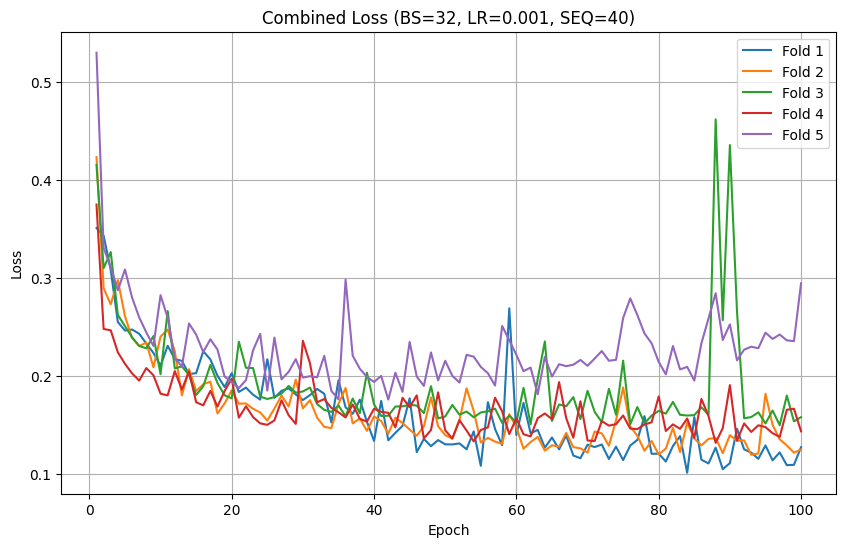 Combined Loss (BS=32, LR=0.001, SEQ=40)
Fold 1
Fold 2
Fold 3
Fold 4
Fold 5
0.5
0.4
0.3
0.2
0.1
Loss
0
20
40
60
80
100
Epoch